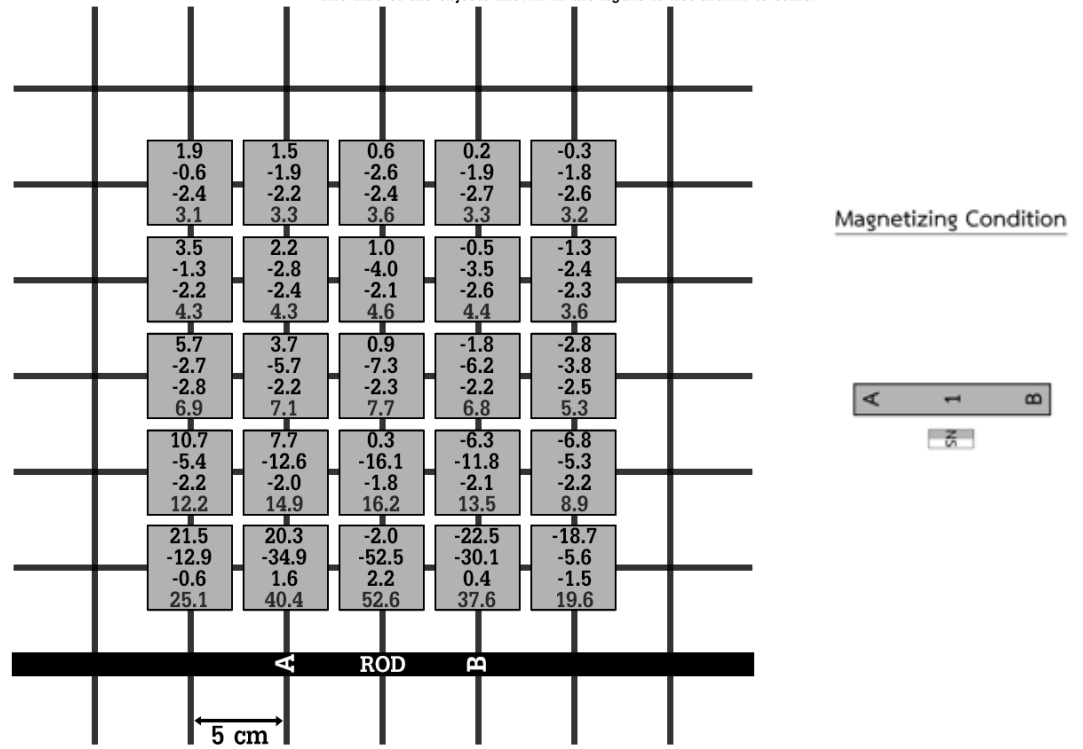 1.9 1.5 0.6 0.2 -0.3
-0.6 -1.9 -2.6 -1.9 -1.8
-2.4 -2.2 -2.4 -2.7 -2.6
3.1 3.3 3.6 3.3 3.2
Magnetizing Condition
3.5 2.2 1.0 -0.5 -1.3
-1.3 -2.8 -4.0 -3.5 -2.4
-2.2 -2.4 -2.1 -2.6 -2.3
4.3 4.3 4.6 4.4 3.6
5.7 3.7 0.9 -1.8 -2.8
-2.7 -5.7 -7.3 -6.2 -3.8
-2.8 -2.2 -2.3 -2.2 -2.5
6.9 7.1 7.7 6.8 5.3
A 1 B
SN
10.7 7.7 0.3 -6.3 -6.8
-5.4 -12.6 -16.1 -11.8 -5.3
-2.2 -2.0 -1.8 -2.1 -2.2
12.2 14.9 16.2 13.5 8.9
21.5 20.3 -2.0 -22.5 -18.7
-12.9 -34.9 -52.5 -30.1 -5.6
-0.6 1.6 2.2 0.4 -1.5
25.1 40.4 52.6 37.6 19.6
A ROD B
5 cm